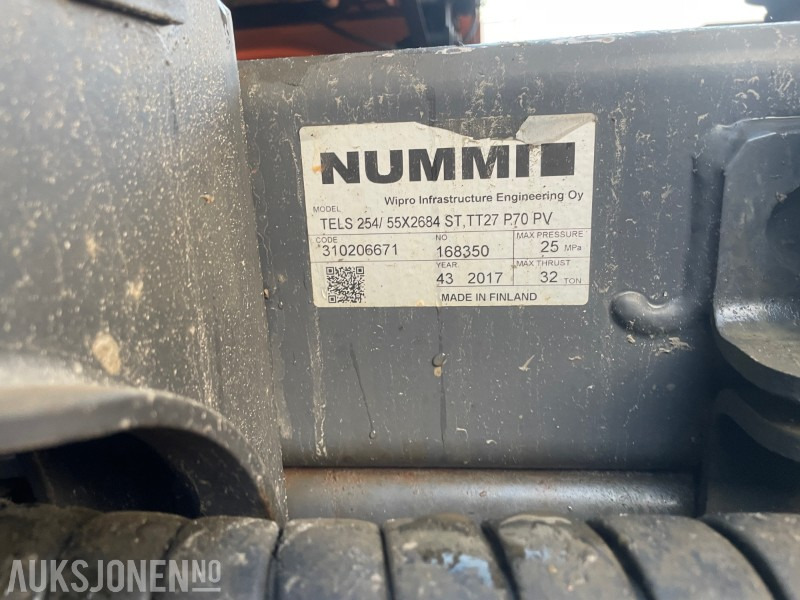 NUMMI
Wipro Infrastructure Engineering Oy
MODEL
TELS 254/ 55X2684 ST,TT27 P.70 PV
CODE NO MAX PRESSURE
310206671 168350 25 MPa
YEAR MAX THRUST
43 2017 32 TON
MADE IN FINLAND
AUKSJONEN.NO